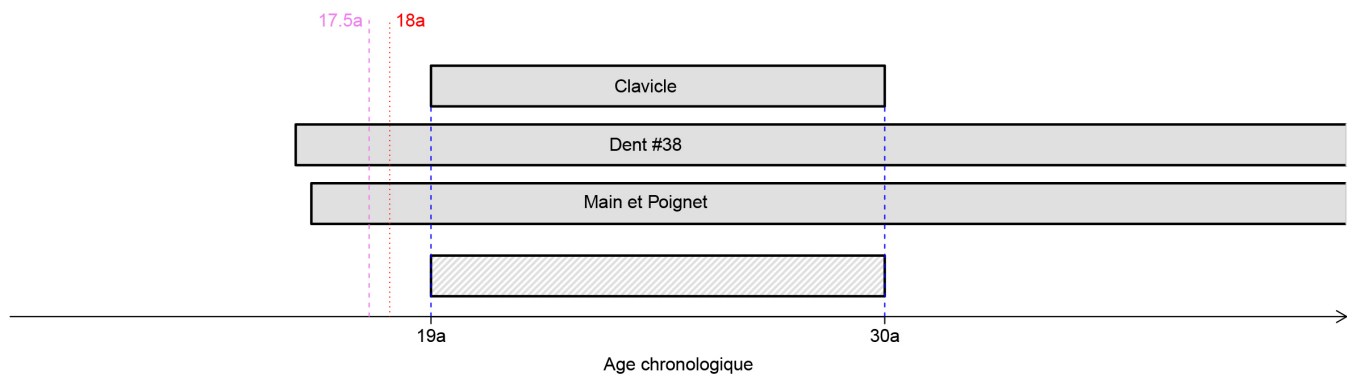 17.5a 18a
Clavicle
Dent #38
Main et Poignet
19a 30a
Age chronologique